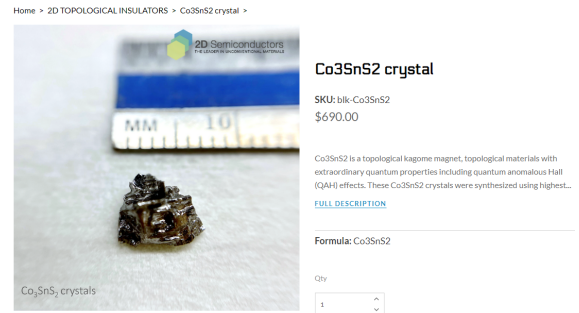 Home > 2D TOPOLOGICAL INSULATORS > Co3SnS2 crystal >
2D Semiconductors
THE LEADER IN UNCONVENTIONAL MATERIALS
MM 10
Co₃SnS₂ crystals
Co3SnS2 crystal
SKU: blk-Co3SnS2
$690.00
Co3SnS2 is a topological kagome magnet, topological materials with
extraordinary quantum properties including quantum anomalous Hall
(QAH) effects. These Co3SnS2 crystals were synthesized using highest...
FULL DESCRIPTION
Formula: Co3SnS2
Qty
1